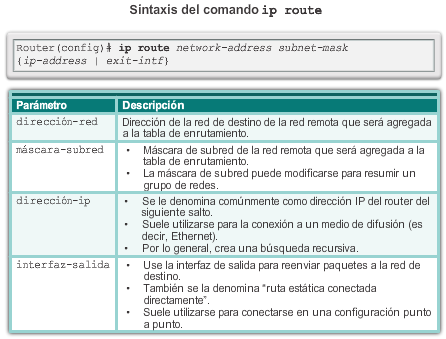 Sintaxis del comando ip route
Router(config)# ip route network-address subnet-mask
{ip-address | exit-intf}
Parámetro Descripción
dirección-red Dirección de la red de destino de la red remota que será agregada
a la tabla de enrutamiento.
máscara-subred • Máscara de subred de la red remota que será agregada a la
tabla de enrutamiento.
• La máscara de subred puede modificarse para resumir un
grupo de redes.
dirección-ip • Se le denomina comúnmente como dirección IP del router del
siguiente salto.
• Suele utilizarse para la conexión a un medio de difusión (es
decir, Ethernet).
• Por lo general, crea una búsqueda recursiva.
interfaz-salida • Use la interfaz de salida para reenviar paquetes a la red de
destino.
• También se la denomina “ruta estática conectada
directamente”.
• Suele utilizarse para conectarse en una configuración punto
a punto.